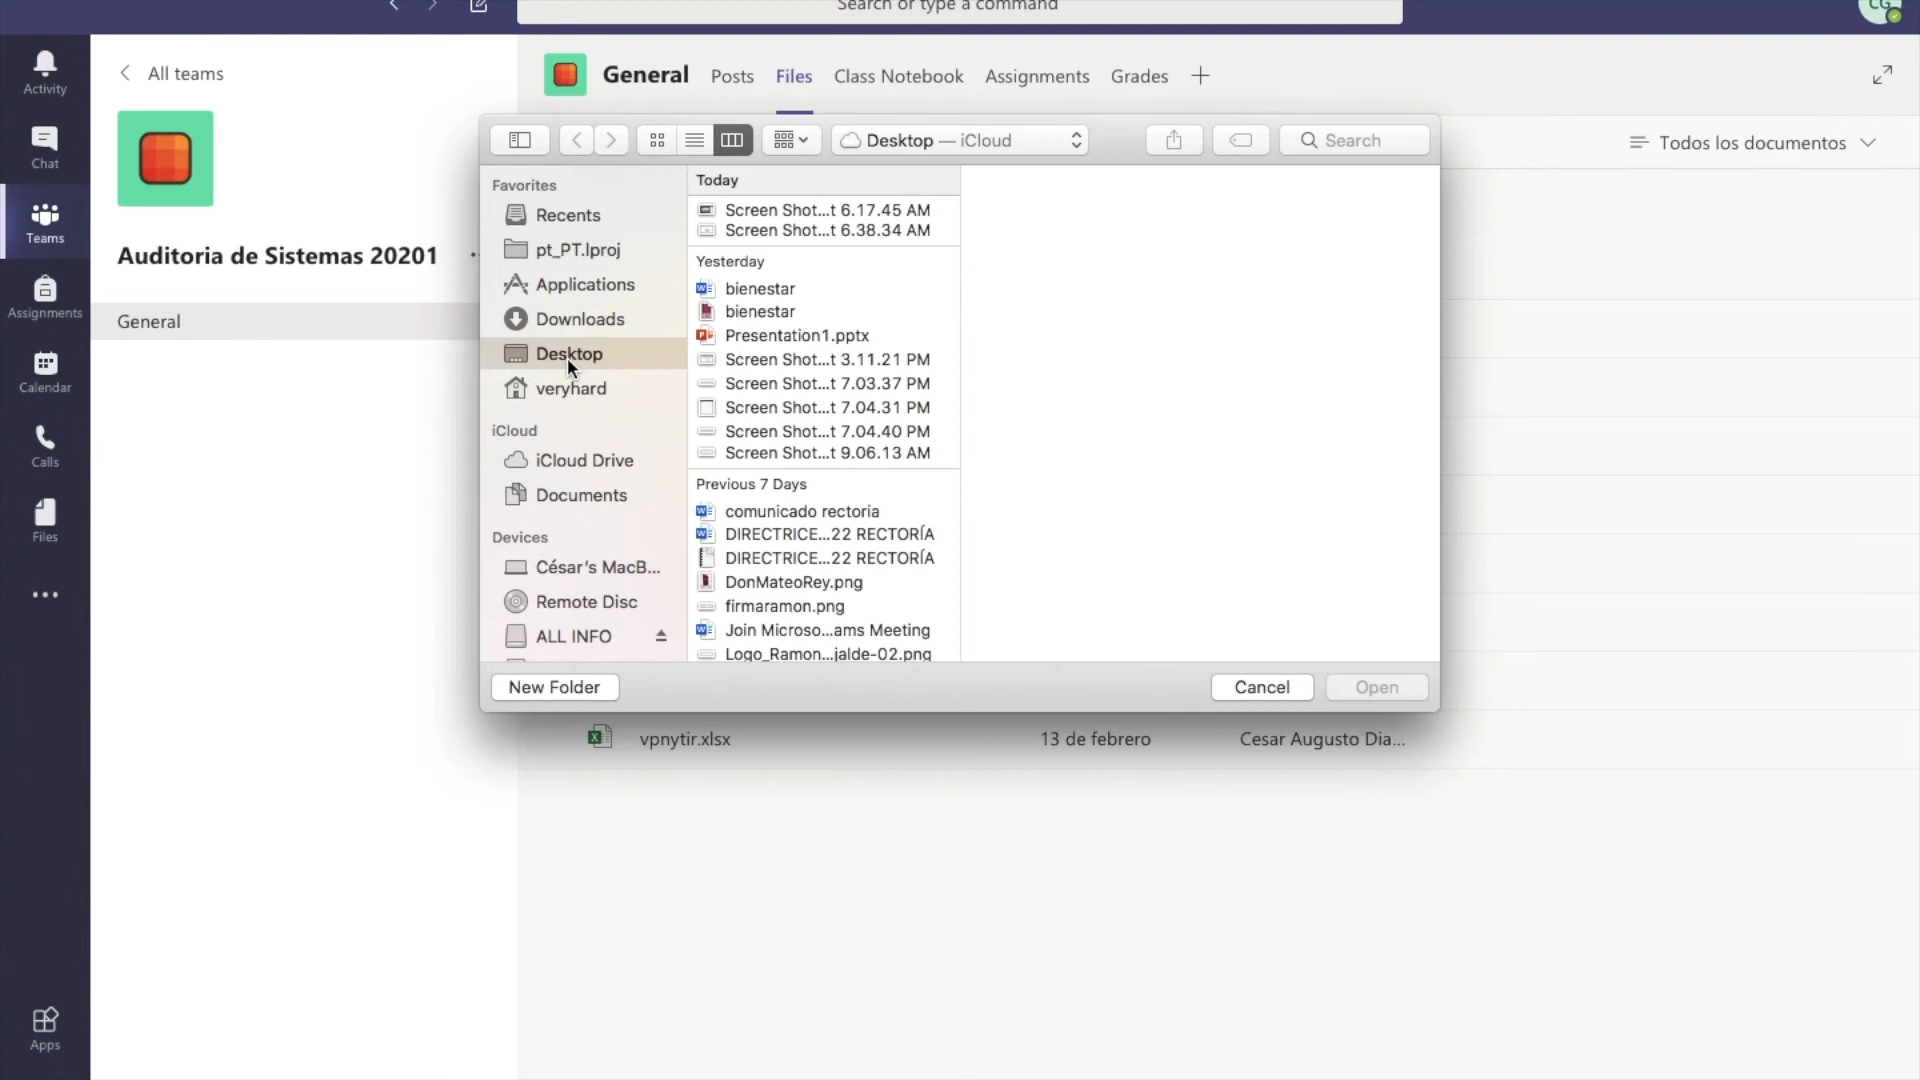 Search or type a command
CG
Activity
Chat
Teams
Assignments
Calendar
Calls
Files
Apps
All teams
Auditoria de Sistemas 20201
General
General
Posts
Files
Class Notebook
Assignments
Grades
Todos los documentos
Desktop — iCloud
Search
Favorites
Recents
pt_PT.lproj
Applications
Downloads
Desktop
veryhard
iCloud
iCloud Drive
Documents
Devices
César's MacB...
Remote Disc
ALL INFO
Today
Screen Shot...t 6.17.45 AM
Screen Shot...t 6.38.34 AM
Yesterday
bienestar
bienestar
Presentation1.pptx
Screen Shot...t 3.11.21 PM
Screen Shot...t 7.03.37 PM
Screen Shot...t 7.04.31 PM
Screen Shot...t 7.04.40 PM
Screen Shot...t 9.06.13 AM
Previous 7 Days
comunicado rectoria
DIRECTRICE...22 RECTORÍA
DIRECTRICE...22 RECTORÍA
DonMateoRey.png
firmaramon.png
Join Microso...ams Meeting
Logo_Ramon...jalde-02.png
New Folder
Cancel
Open
vpnytir.xlsx
13 de febrero
Cesar Augusto Dia...